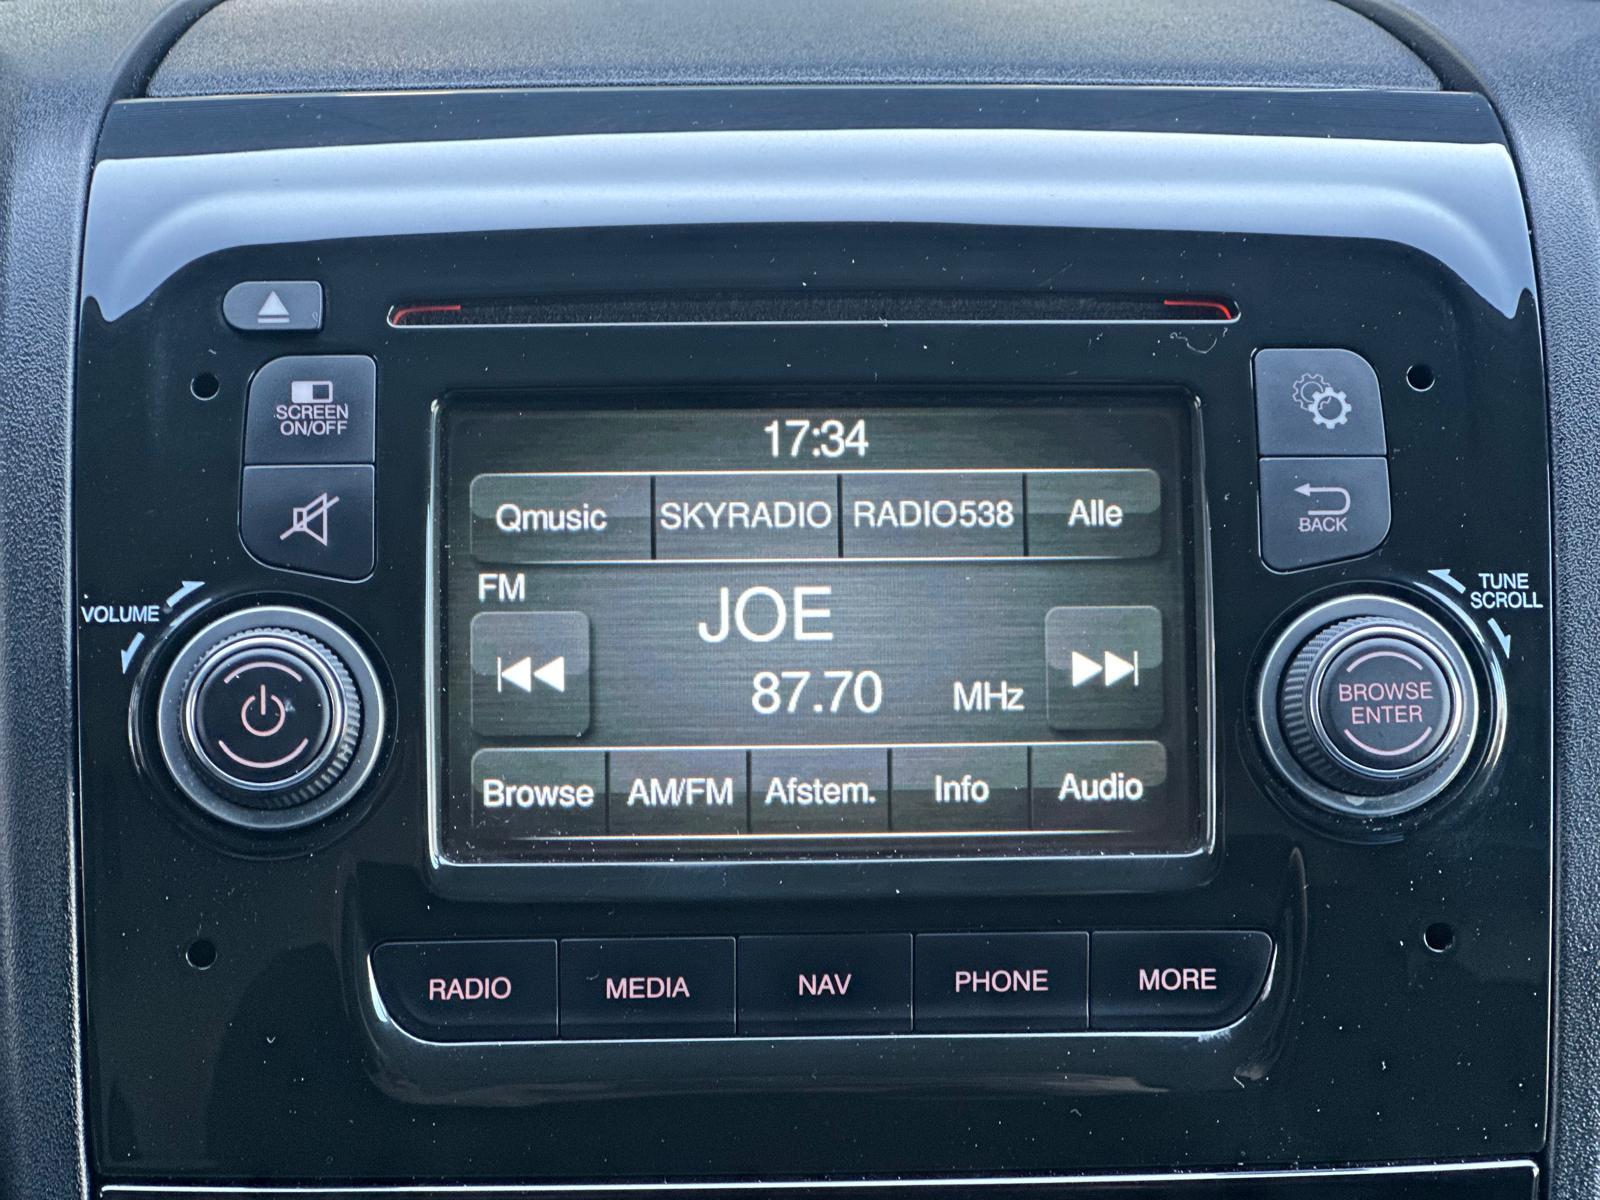 SCREEN
ON/OFF
17:34
Qmusic SKYRADIO RADIO538 Alle
BACK
FM
JOE
VOLUME
TUNE
SCROLL
87.70 MHz
BROWSE
ENTER
Browse AM/FM Afstem. Info Audio
RADIO MEDIA NAV PHONE MORE